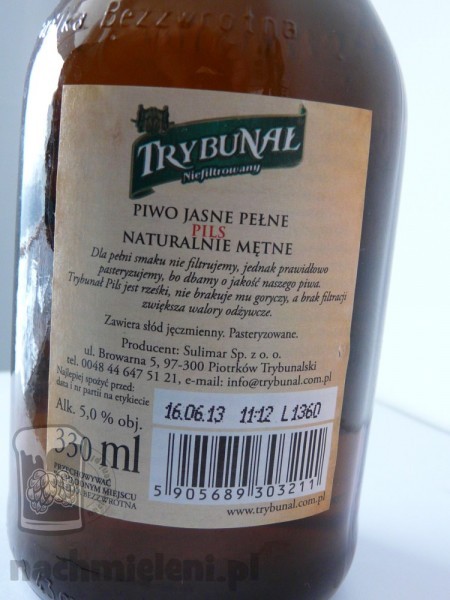 Bezzwrotna
TRYBUNAŁ
Niefiltrowany
PIWO JASNE PEŁNE
PILS
NATURALNIE MĘTNE
Dla pełni smaku nie filtrujemy, jednak prawidłowo
pasteryzujemy, bo dbamy o jakość naszego piwa.
Trybunał Pils jest rześki, nie brakuje mu goryczy, a brak filtracji
zwiększa walory odżywcze.
Zawiera słód jęczmienny. Pasteryzowane.
Producent: Sulimar Sp. z o. o.
ul. Browarna 5, 97-300 Piotrków Trybunalski
tel. 0048 44 647 51 21, e-mail: info@trybunal.com.pl
Najlepiej spożyć przed:
data i nr partii na etykiecie
16.06.13 11:12 L1360
Alk. 5,0 % obj.
330 ml
PRZECHOWYWAĆ
MIEJSCU
BEZZWROTNA
5 905689 303211
www.trybunal.com.pl
nachmieleni.pl